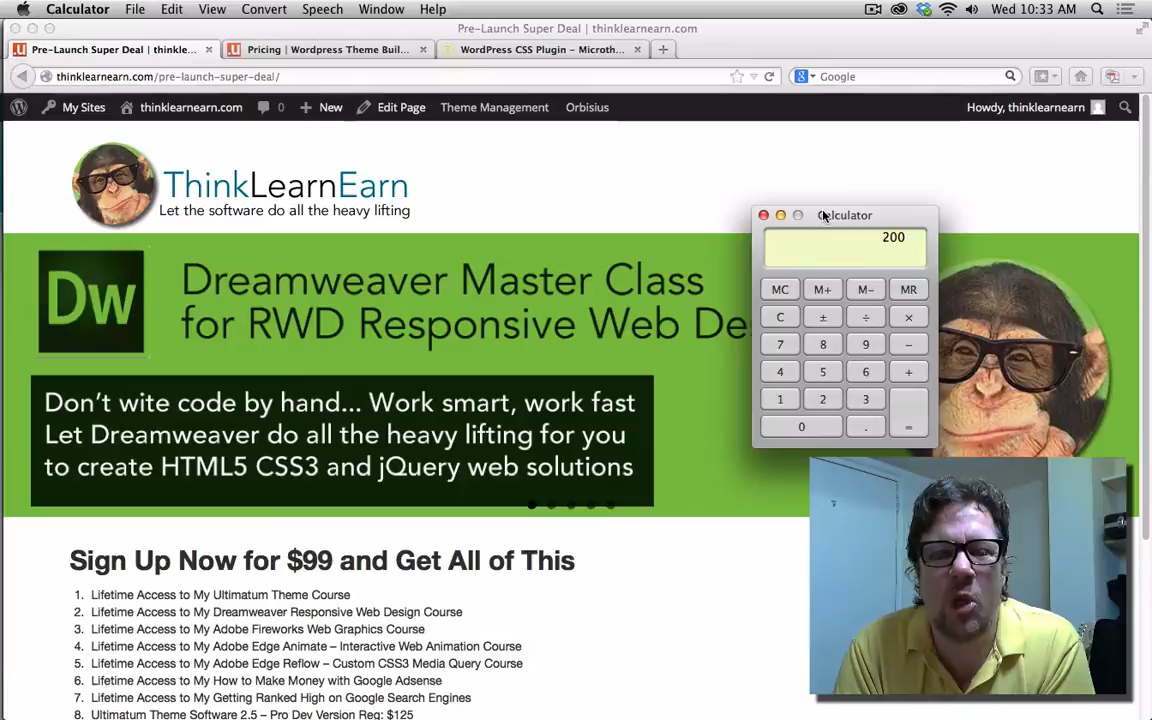 Calculator File Edit View Convert Speech Window Help Wed 10:33 AM
Pre-Launch Super Deal | thinklearnearn.com
Pre-Launch Super Deal | thinkle... × Pricing | Wordpress Theme Buil... × WordPress CSS Plugin – Microth... × +
thinklearnearn.com/pre-launch-super-deal/ Google
My Sites thinklearnearn.com 0 + New Edit Page Theme Management Orbisius Howdy, thinklearnearn
ThinkLearnEarn
Let the software do all the heavy lifting
Dw
Dreamweaver Master Class
for RWD Responsive Web De
Don't wite code by hand... Work smart, work fast
Let Dreamweaver do all the heavy lifting for you
to create HTML5 CSS3 and jQuery web solutions
200
MC M+ M− MR
C ± ÷ ×
7 8 9 −
4 5 6 +
1 2 3
0 . =
Sign Up Now for $99 and Get All of This
1. Lifetime Access to My Ultimatum Theme Course
2. Lifetime Access to My Dreamweaver Responsive Web Design Course
3. Lifetime Access to My Adobe Fireworks Web Graphics Course
4. Lifetime Access to My Adobe Edge Animate – Interactive Web Animation Course
5. Lifetime Access to My Adobe Edge Reflow – Custom CSS3 Media Query Course
6. Lifetime Access to My How to Make Money with Google Adsense
7. Lifetime Access to My Getting Ranked High on Google Search Engines
8. Ultimatum Theme Software 2.5 – Pro Dev Version Reg: $125